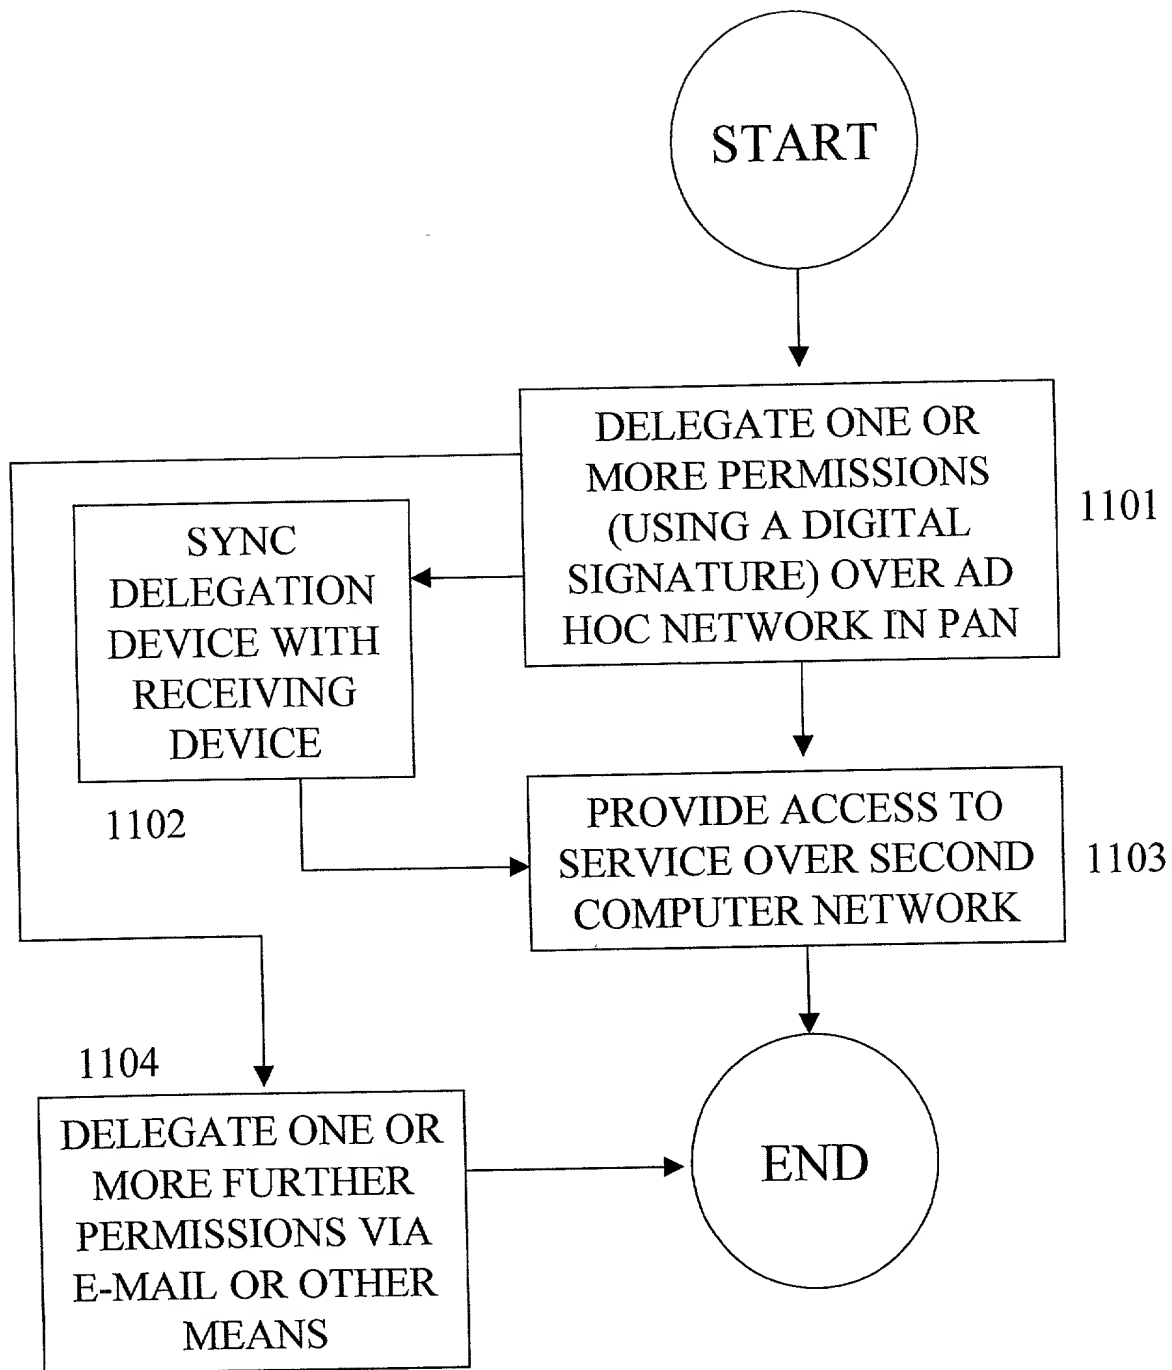 START
DELEGATE ONE OR
MORE PERMISSIONS
(USING A DIGITAL
SIGNATURE) OVER AD
HOC NETWORK IN PAN
1101
SYNC
DELEGATION
DEVICE WITH
RECEIVING
DEVICE
1102
PROVIDE ACCESS TO
SERVICE OVER SECOND
COMPUTER NETWORK
1103
1104
DELEGATE ONE OR
MORE FURTHER
PERMISSIONS VIA
E-MAIL OR OTHER
MEANS
END